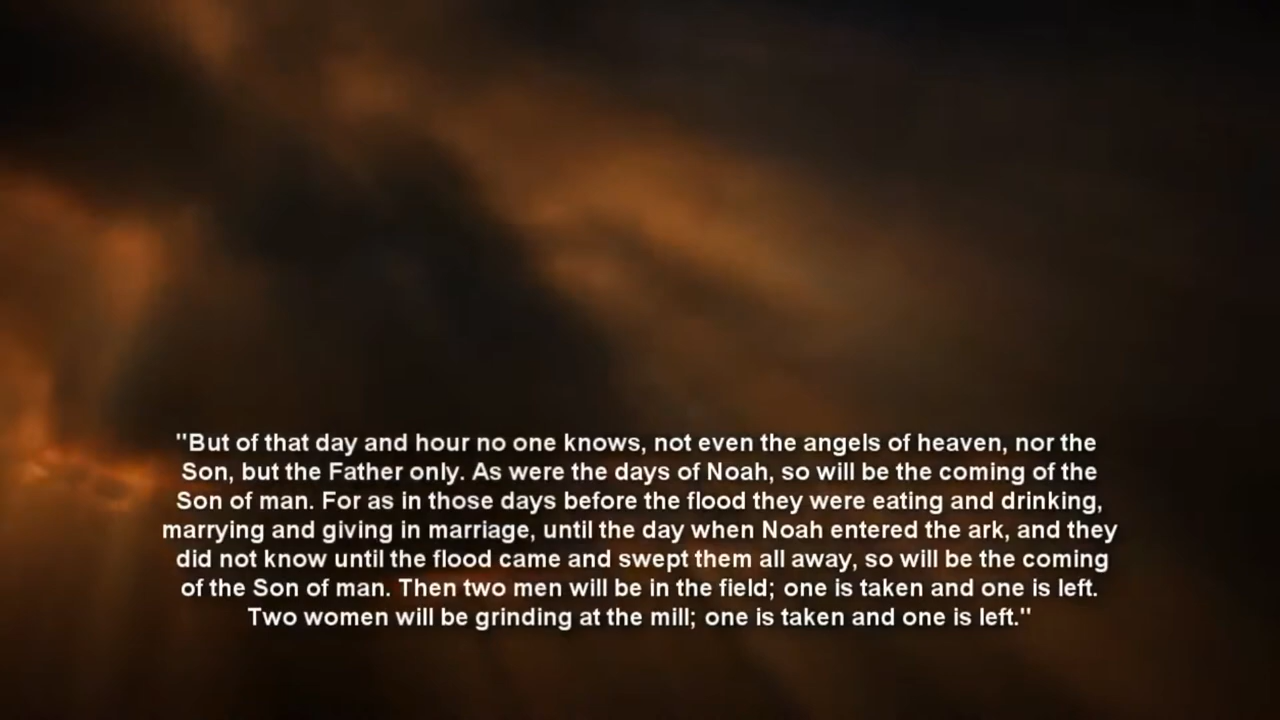 "But of that day and hour no one knows, not even the angels of heaven, nor the
Son, but the Father only. As were the days of Noah, so will be the coming of the
Son of man. For as in those days before the flood they were eating and drinking,
marrying and giving in marriage, until the day when Noah entered the ark, and they
did not know until the flood came and swept them all away, so will be the coming
of the Son of man. Then two men will be in the field; one is taken and one is left.
Two women will be grinding at the mill; one is taken and one is left."